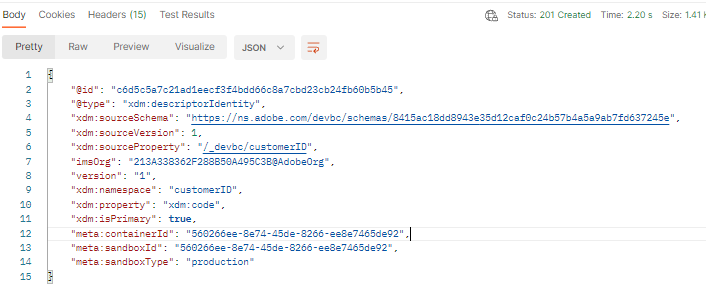 Body Cookies Headers (15) Test Results Status: 201 Created Time: 2.20 s Size: 1.41 K
Pretty Raw Preview Visualize JSON
1 {
2 "@id": "c6d5c5a7c21ad1eecf3f4bdd66c8a7cbd23cb24fb60b5b45",
3 "@type": "xdm:descriptorIdentity",
4 "xdm:sourceSchema": "https://ns.adobe.com/devbc/schemas/8415ac18dd8943e35d12caf0c24b57b4a5a9ab7fd637245e",
5 "xdm:sourceVersion": 1,
6 "xdm:sourceProperty": "/_devbc/customerID",
7 "imsOrg": "213A338362F288B50A495C3B@AdobeOrg",
8 "version": "1",
9 "xdm:namespace": "customerID",
10 "xdm:property": "xdm:code",
11 "xdm:isPrimary": true,
12 "meta:containerId": "560266ee-8e74-45de-8266-ee8e7465de92",
13 "meta:sandboxId": "560266ee-8e74-45de-8266-ee8e7465de92",
14 "meta:sandboxType": "production"
15 }